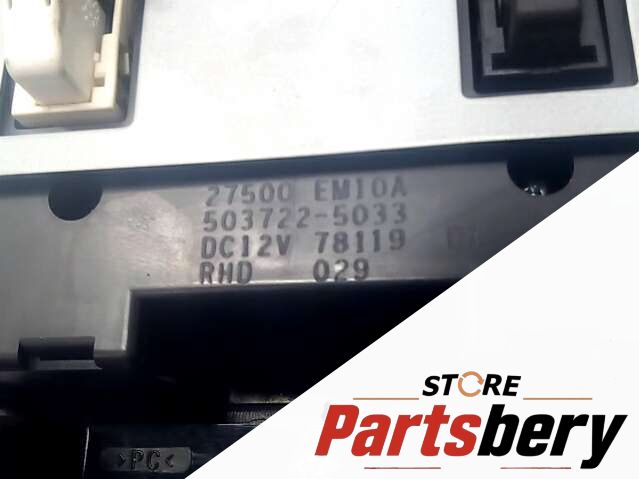 27500 EM10A
503722-5033
DC12V 78119
RHD 029
>PC<
STORE
Partsbery